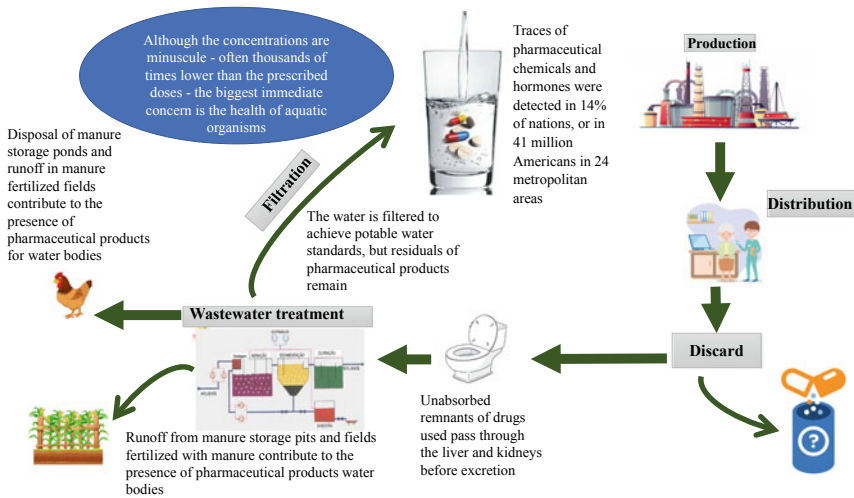 Although the concentrations are
minuscule - often thousands of
times lower than the prescribed
doses - the biggest immediate
concern is the health of aquatic
organisms
Traces of
pharmaceutical
chemicals and
hormones were
detected in 14%
of nations, or in
41 million
Americans in 24
metropolitan
areas
Production
Distribution
Discard
Disposal of manure
storage ponds and
runoff in manure
fertilized fields
contribute to the
presence of
pharmaceutical products
for water bodies
Filtration
The water is filtered to
achieve potable water
standards, but residuals of
pharmaceutical products
remain
Wastewater treatment
Unabsorbed
remnants of drugs
used pass through
the liver and kidneys
before excretion
Runoff from manure storage pits and fields
fertilized with manure contribute to the
presence of pharmaceutical products water
bodies
?